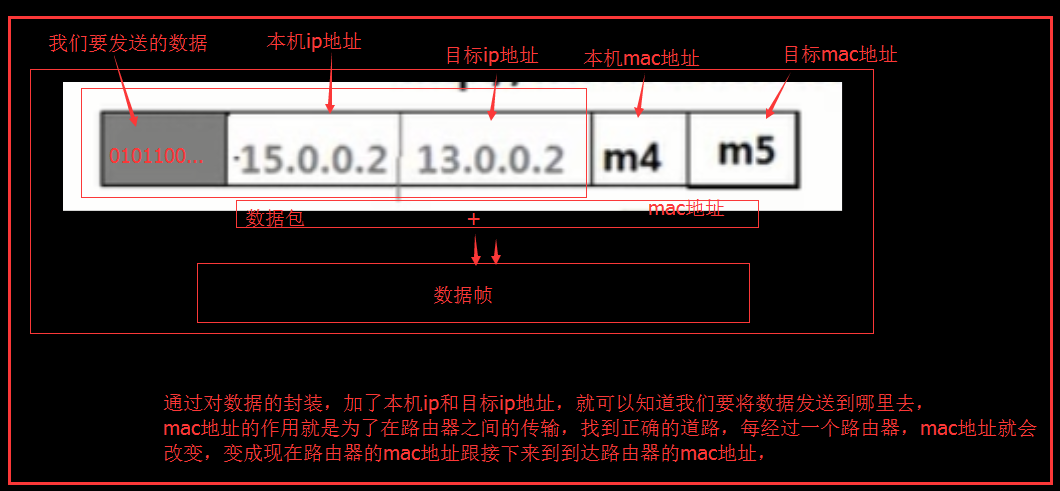 我们要发送的数据
本机ip地址
目标ip地址
本机mac地址
目标mac地址
0101100...
15.0.0.2
13.0.0.2
m4
m5
数据包
+
mac地址
数据帧
通过对数据的封装，加了本机ip和目标ip地址，就可以知道我们要将数据发送到哪里去，
mac地址的作用就是为了在路由器之间的传输，找到正确的道路，每经过一个路由器，mac地址就会
改变，变成现在路由器的mac地址跟接下来到到达路由器的mac地址，